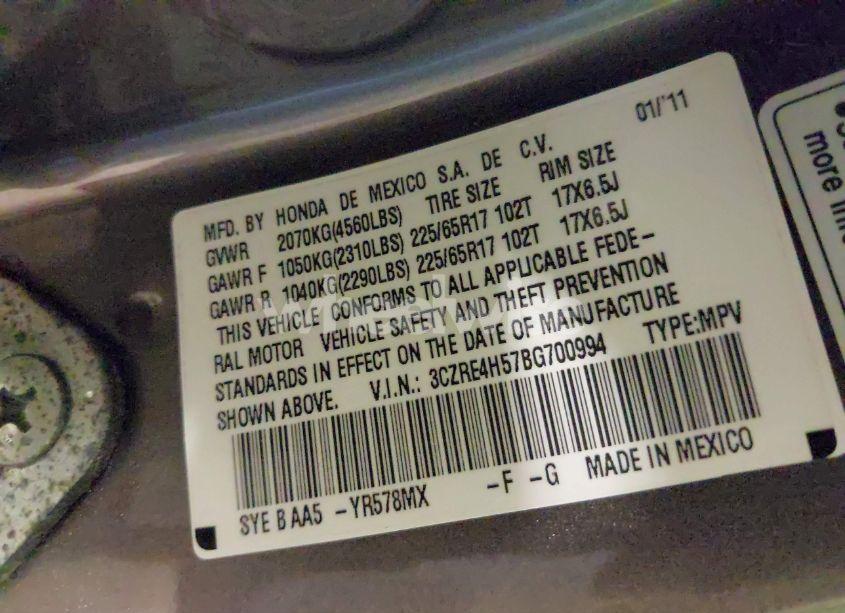 01/'11
MFD. BY HONDA DE MEXICO S.A. DE C.V.
GVWR 2070KG(4560LBS) TIRE SIZE RIM SIZE
GAWR F 1050KG(2310LBS) 225/65R17 102T 17X6.5J
GAWR R 1040KG(2290LBS) 225/65R17 102T 17X6.5J
THIS VEHICLE CONFORMS TO ALL APPLICABLE FEDE-
RAL MOTOR VEHICLE SAFETY AND THEFT PREVENTION
STANDARDS IN EFFECT ON THE DATE OF MANUFACTURE
SHOWN ABOVE. V.I.N.: 3CZRE4H57BG700994 TYPE:MPV
SYE B AA5 -YR578MX -F -G MADE IN MEXICO
more